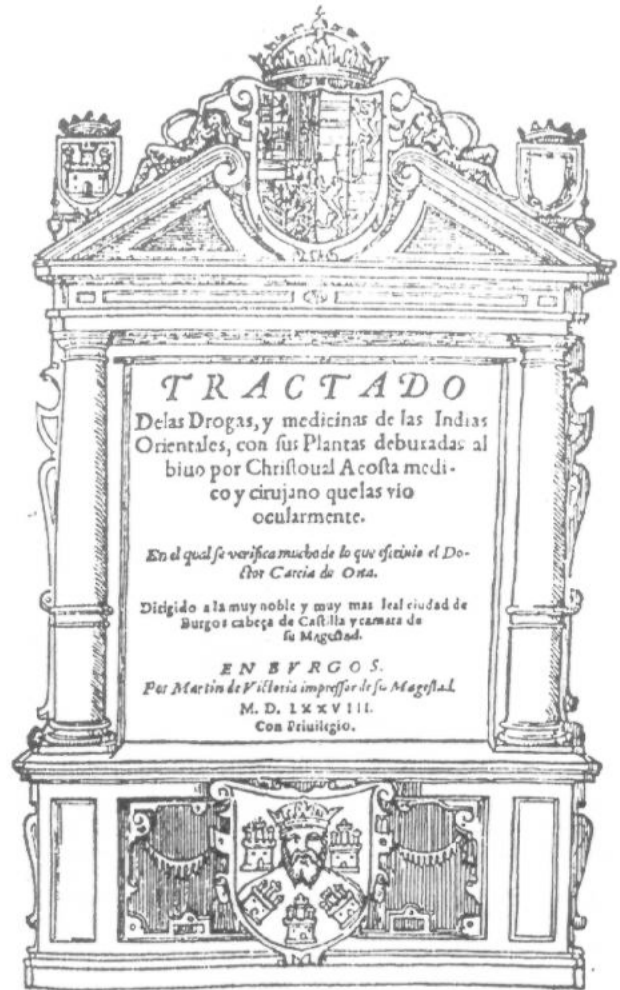 TRACTADO
Delas Drogas, y medicinas de las Indias
Orientales, con sus Plantas debuxadas al
biuo por Christoual Acosta medi-
co y cirujano que las vio
ocularmente.
En el qual se verifica mucho de lo que escriuio el Do-
ctor Garcia de Orta.
Dirigido a la muy noble y muy mas leal ciudad de
Burgos cabeça de Castilla y camara de
su Magestad.
EN BVRGOS.
Por Martin de Victoria impressor de su Magestad.
M. D. LXXVIII.
Con Priuilegio.